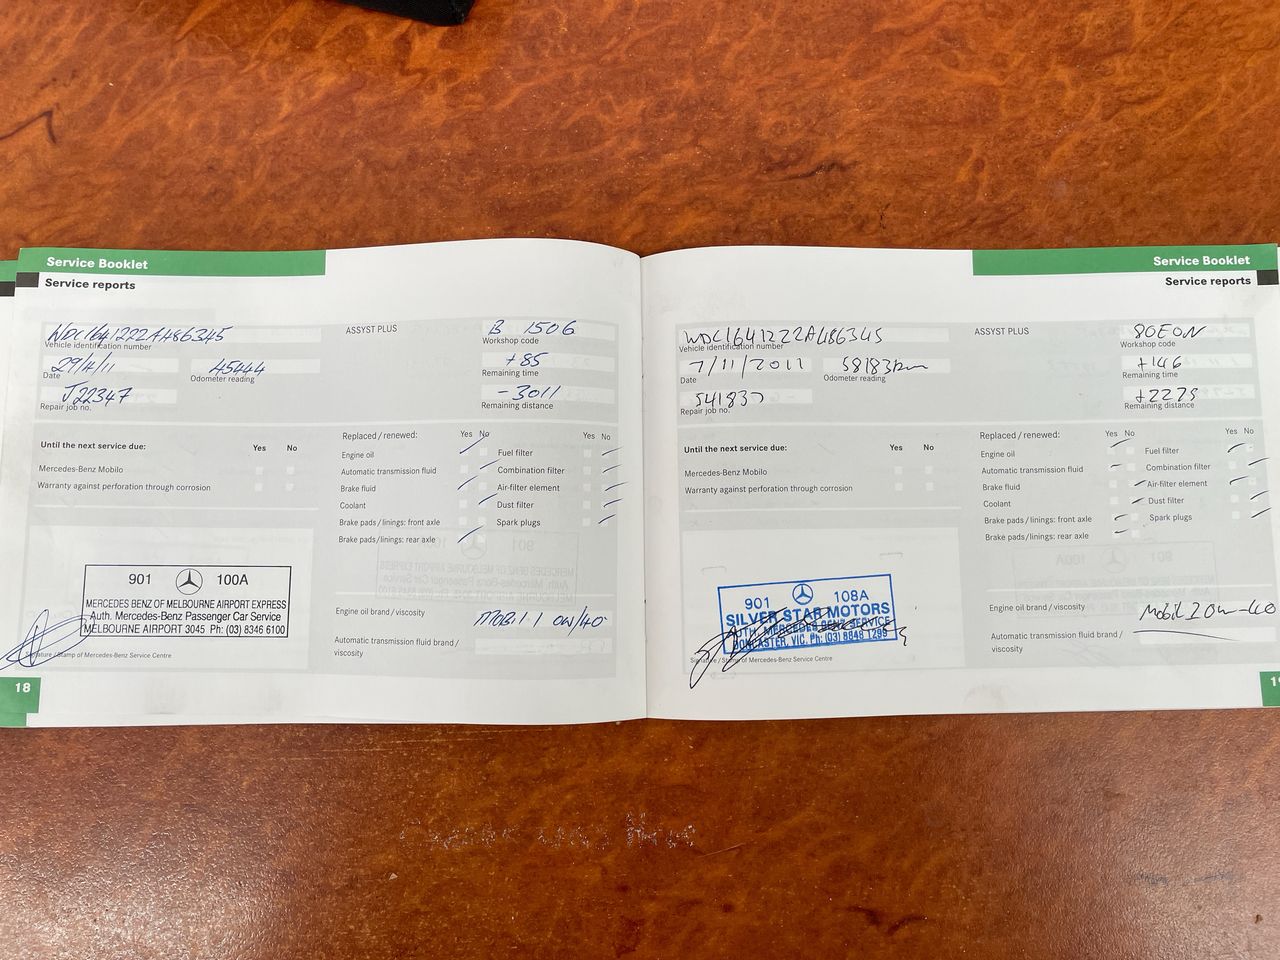 Service Booklet
Service reports
WDC1641222A486345
Vehicle identification number
29/4/11
45444
Date
Odometer reading
J22347
Repair job no.
ASSYST PLUS
B 1506
Workshop code
+85
Remaining time
-3011
Remaining distance
Until the next service due:
Yes No
Mercedes-Benz Mobilo
Warranty against perforation through corrosion
Replaced / renewed:
Yes No
Engine oil
Automatic transmission fluid
Brake fluid
Coolant
Brake pads / linings: front axle
Brake pads / linings: rear axle
Yes No
Fuel filter
Combination filter
Air-filter element
Dust filter
Spark plugs
901 100A
MERCEDES BENZ OF MELBOURNE AIRPORT EXPRESS
Auth. Mercedes-Benz Passenger Car Service
MELBOURNE AIRPORT 3045 Ph: (03) 8346 6100
Signature / Stamp of Mercedes-Benz Service Centre
Engine oil brand / viscosity
MOBIL 1 0W/40
Automatic transmission fluid brand /
viscosity
18
Service Booklet
Service reports
WDC1641222A486345
Vehicle identification number
7/11/2011
58183km
Date
Odometer reading
541837
Repair job no.
ASSYST PLUS
Workshop code
+146
Remaining time
+2275
Remaining distance
Until the next service due:
Yes No
Mercedes-Benz Mobilo
Warranty against perforation through corrosion
Replaced / renewed:
Yes No
Engine oil
Automatic transmission fluid
Brake fluid
Coolant
Brake pads / linings: front axle
Brake pads / linings: rear axle
Yes No
Fuel filter
Combination filter
Air-filter element
Dust filter
Spark plugs
901 108A
SILVER STAR MOTORS
AUTH. MERCEDES BENZ SERVICE
DONCASTER, VIC. Ph: (03) 8848 1299
Signature / Stamp of Mercedes-Benz Service Centre
Engine oil brand / viscosity
Mobil 1 0w-40
Automatic transmission fluid brand /
viscosity